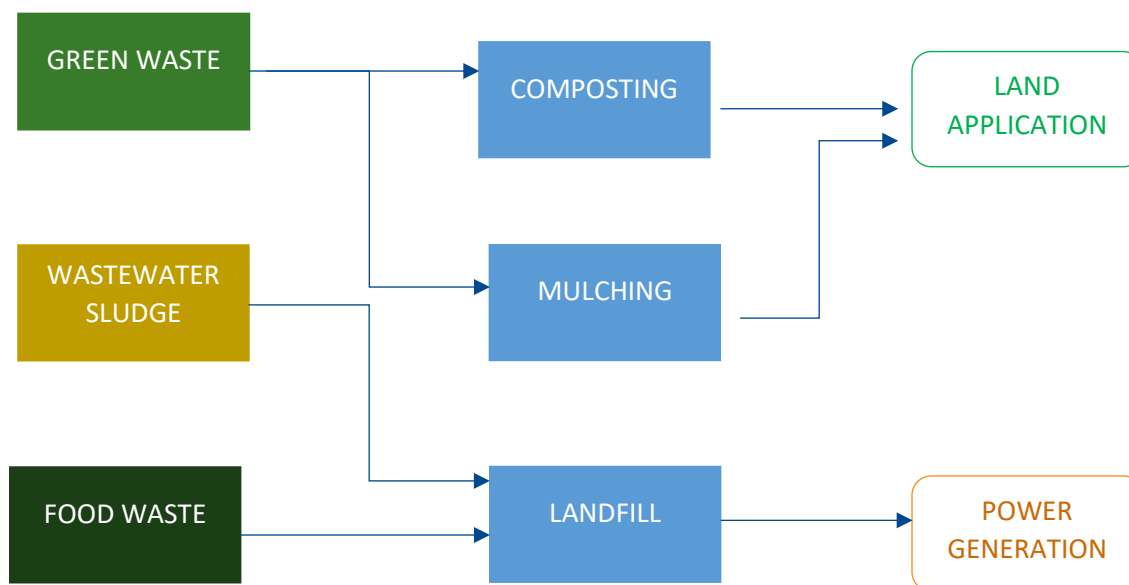 GREEN WASTE
COMPOSTING
LAND
APPLICATION
WASTEWATER
SLUDGE
MULCHING
FOOD WASTE
LANDFILL
POWER
GENERATION